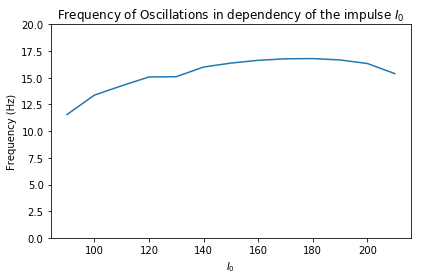 Frequency of Oscillations in dependency of the impulse I₀
20.0
17.5
15.0
12.5
10.0
7.5
5.0
2.5
0.0
Frequency (Hz)
100 120 140 160 180 200
I₀